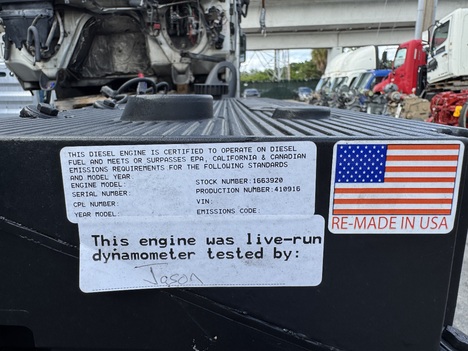 THIS DIESEL ENGINE IS CERTIFIED TO OPERATE ON DIESEL
FUEL AND MEETS OR SURPASSES EPA, CALIFORNIA & CANADIAN
EMISSIONS REQUIREMENTS FOR THE FOLLOWING STANDARDS
AND MODEL YEAR
ENGINE MODEL:
STOCK NUMBER:1663920
SERIAL NUMBER:
PRODUCTION NUMBER:410916
CPL NUMBER:
VIN:
YEAR MODEL
EMISSIONS CODE:
This engine was live-run
dynamometer tested by:
Jason
RE-MADE IN USA